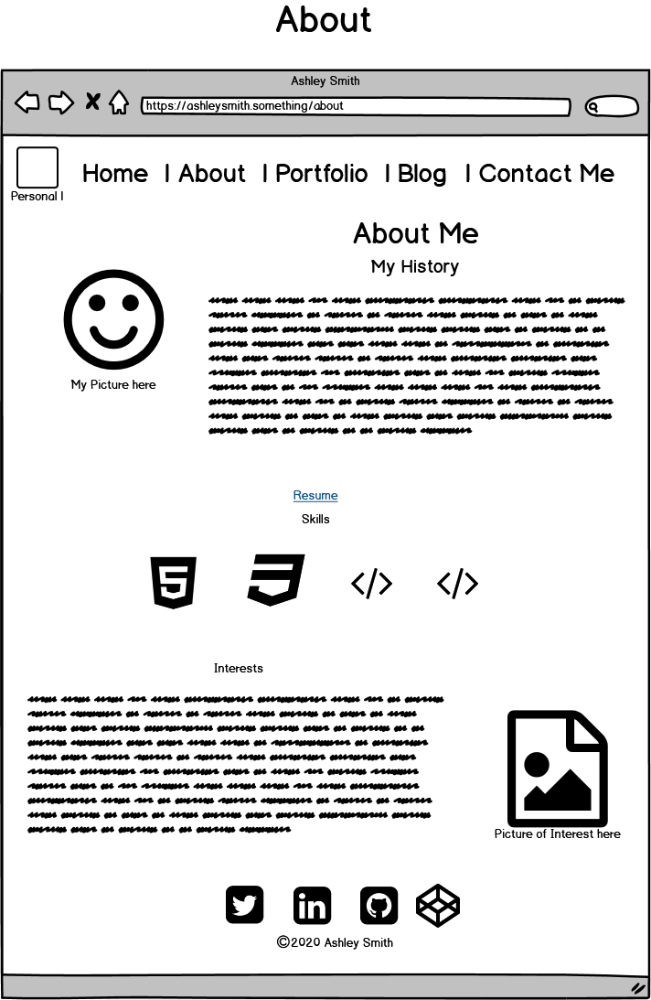 About
Ashley Smith
https://ashleysmith.something/about
Home | About | Portfolio | Blog | Contact Me
Personal l
About Me
My History
My Picture here
Resume
Skills
Interests
Picture of Interest here
©2020 Ashley Smith